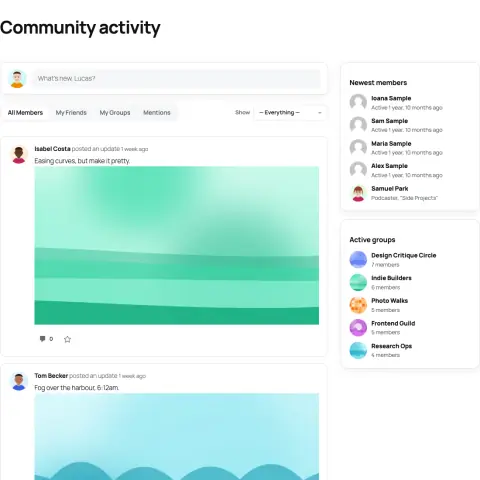 Community activity
What's new, Lucas?
All Members
My Friends
My Groups
Mentions
Show
— Everything —
Isabel Costa posted an update 1 week ago
Easing curves, but make it pretty.
0
Tom Becker posted an update 1 week ago
Fog over the harbour, 6:12am.
Newest members
Ioana Sample
Active 1 year, 10 months ago
Sam Sample
Active 1 year, 10 months ago
Maria Sample
Active 1 year, 10 months ago
Alex Sample
Active 1 year, 10 months ago
Samuel Park
Podcaster, "Side Projects"
Active groups
Design Critique Circle
7 members
Indie Builders
6 members
Photo Walks
5 members
Frontend Guild
5 members
Research Ops
4 members